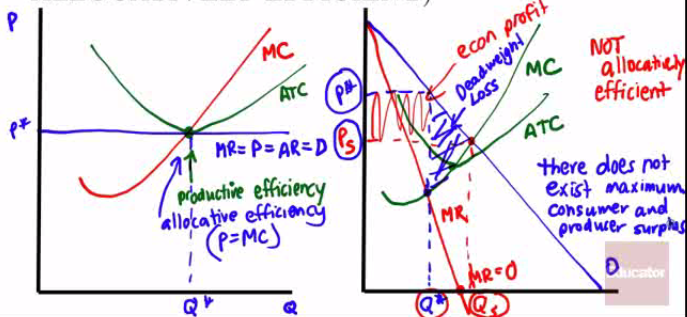 P
MC
ATC
P*
MR=P=AR=D
productive efficiency
allocative efficiency
(P=MC)
Q*
Q
P
econ profit
Deadweight
Loss
MC
NOT
allocatively
efficient
P*
Ps
ATC
there does not
exist maximum
consumer and
producer surplus
MR
MR=0
D
Q*
Qs
educator